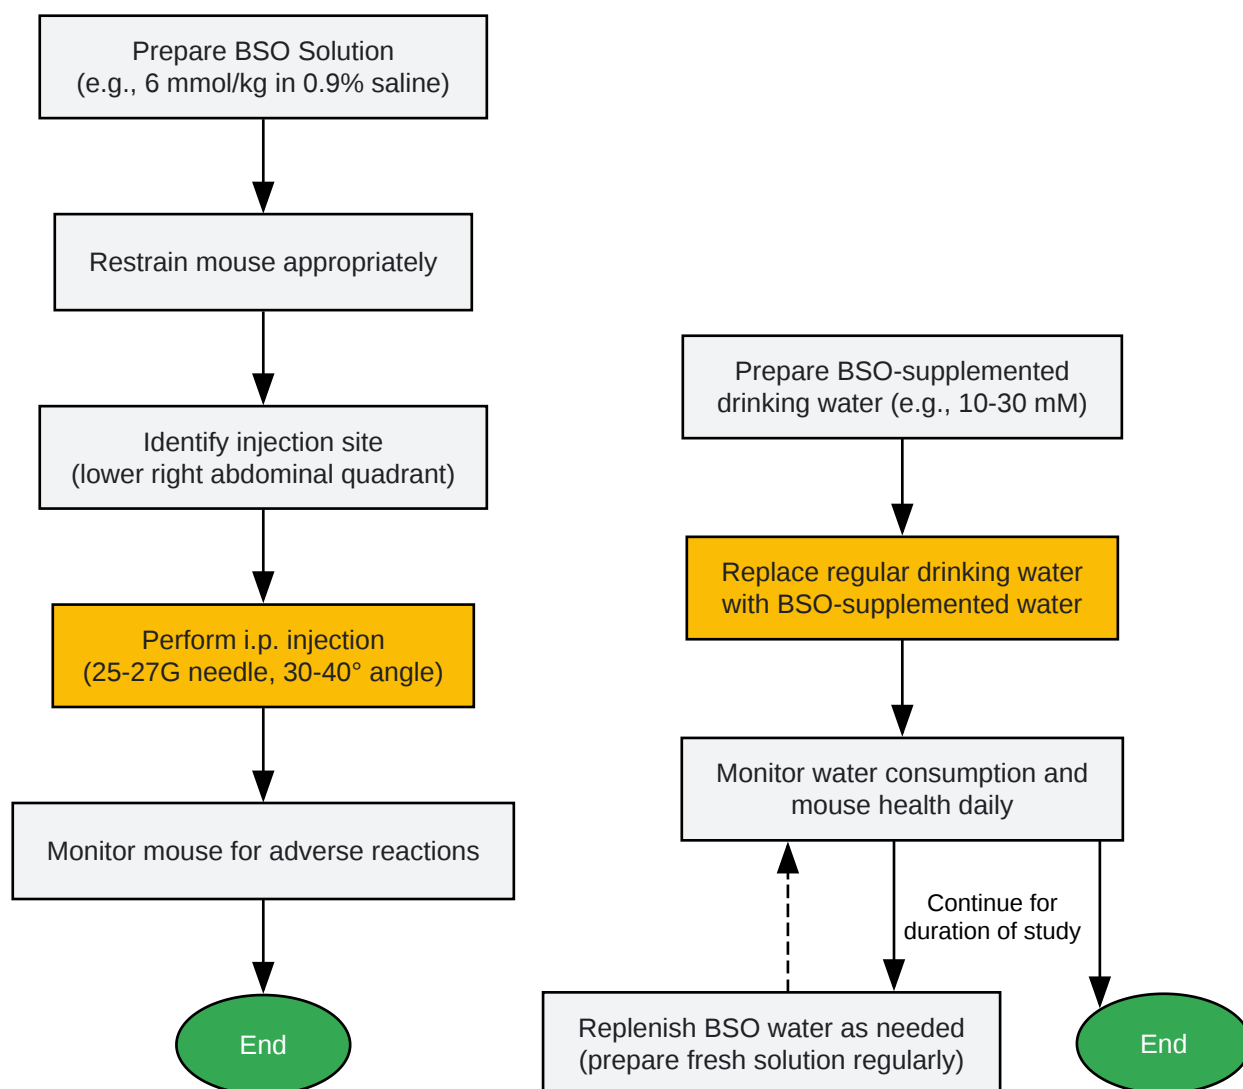 Prepare BSO Solution
(e.g., 6 mmol/kg in 0.9% saline)
Restrain mouse appropriately
Identify injection site
(lower right abdominal quadrant)
Perform i.p. injection
(25-27G needle, 30-40° angle)
Monitor mouse for adverse reactions
End
Prepare BSO-supplemented
drinking water (e.g., 10-30 mM)
Replace regular drinking water
with BSO-supplemented water
Monitor water consumption and
mouse health daily
Continue for
duration of study
Replenish BSO water as needed
(prepare fresh solution regularly)
End